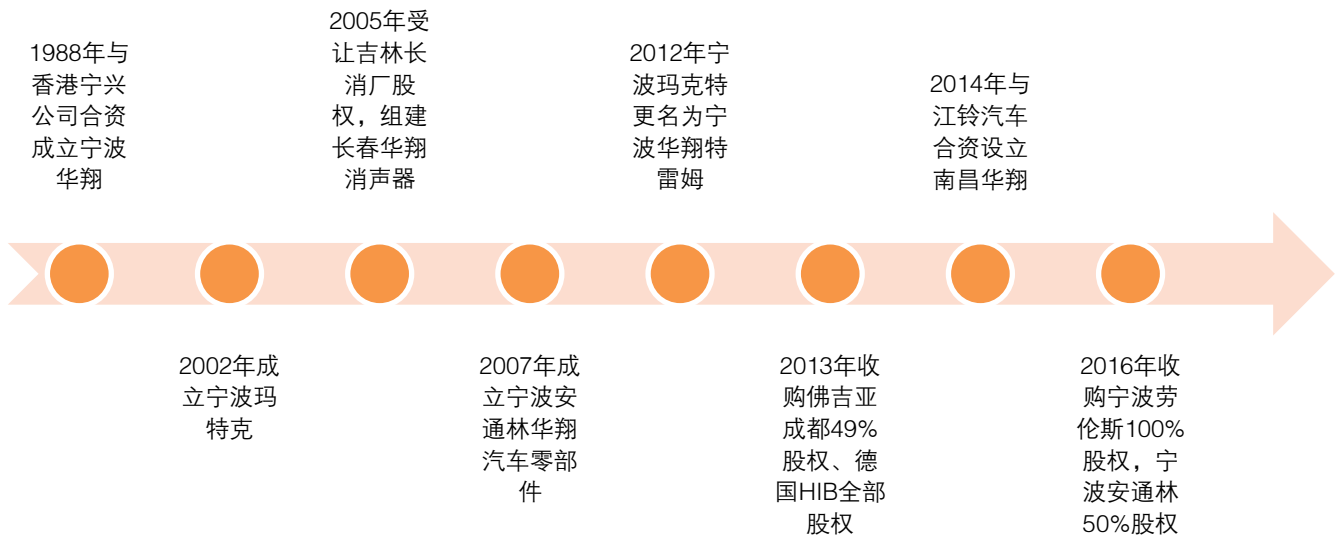 1988年与
香港宁兴
公司合资
成立宁波
华翔
2002年成
立宁波玛
特克
2005年受
让吉林长
消厂股
权，组建
长春华翔
消声器
2007年成
立宁波安
通林华翔
汽车零部
件
2012年宁
波玛克特
更名为宁
波华翔特
雷姆
2013年收
购佛吉亚
成都49%
股权、德
国HIB全部
股权
2014年与
江铃汽车
合资设立
南昌华翔
2016年收
购宁波劳
伦斯100%
股权，宁
波安通林
50%股权